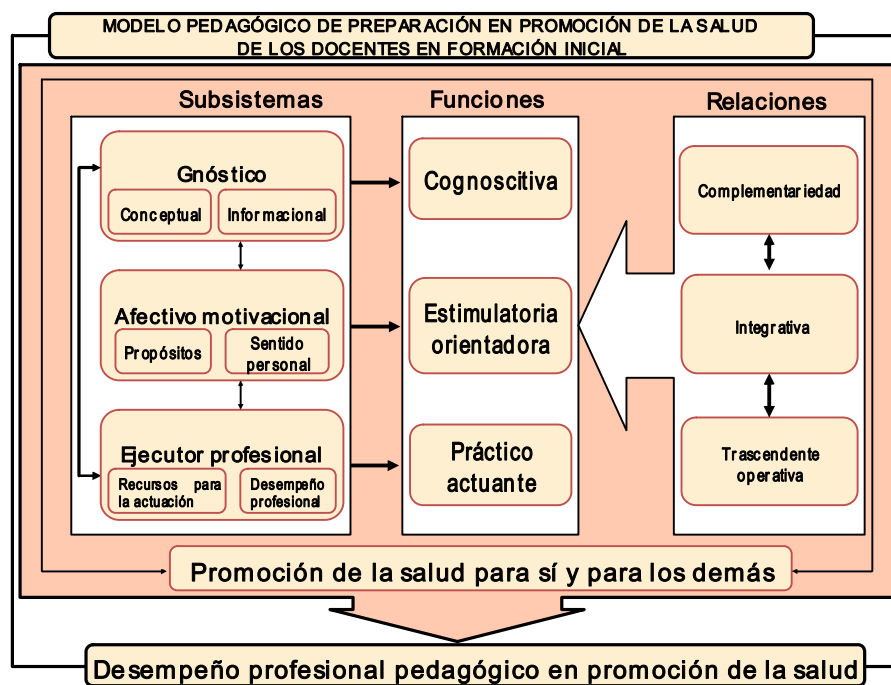 MODELO PEDAGÓGICO DE PREPARACIÓN EN PROMOCIÓN DE LA SALUD
DE LOS DOCENTES EN FORMACIÓN INICIAL
Subsistemas
Gnóstico
Conceptual
Informacional
Afectivo motivacional
Propósitos
Sentido
personal
Ejecutor profesional
Recursos para
la actuación
Desempeño
profesional
Funciones
Cognoscitiva
Estimulatoria
orientadora
Práctico
actuante
Relaciones
Complementariedad
Integrativa
Trascendente
operativa
Promoción de la salud para sí y para los demás
Desempeño profesional pedagógico en promoción de la salud